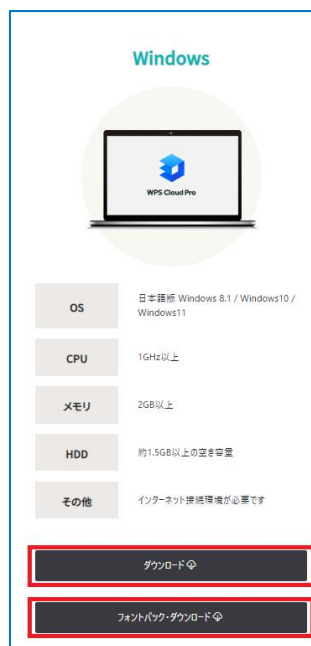 Windows
WPS Cloud Pro
OS
日本語版 Windows 8.1 / Windows10 /
Windows11
CPU
1GHz以上
メモリ
2GB以上
HDD
約1.5GB以上の空き容量
その他
インターネット接続環境が必要です
ダウンロード
フォントパック・ダウンロード